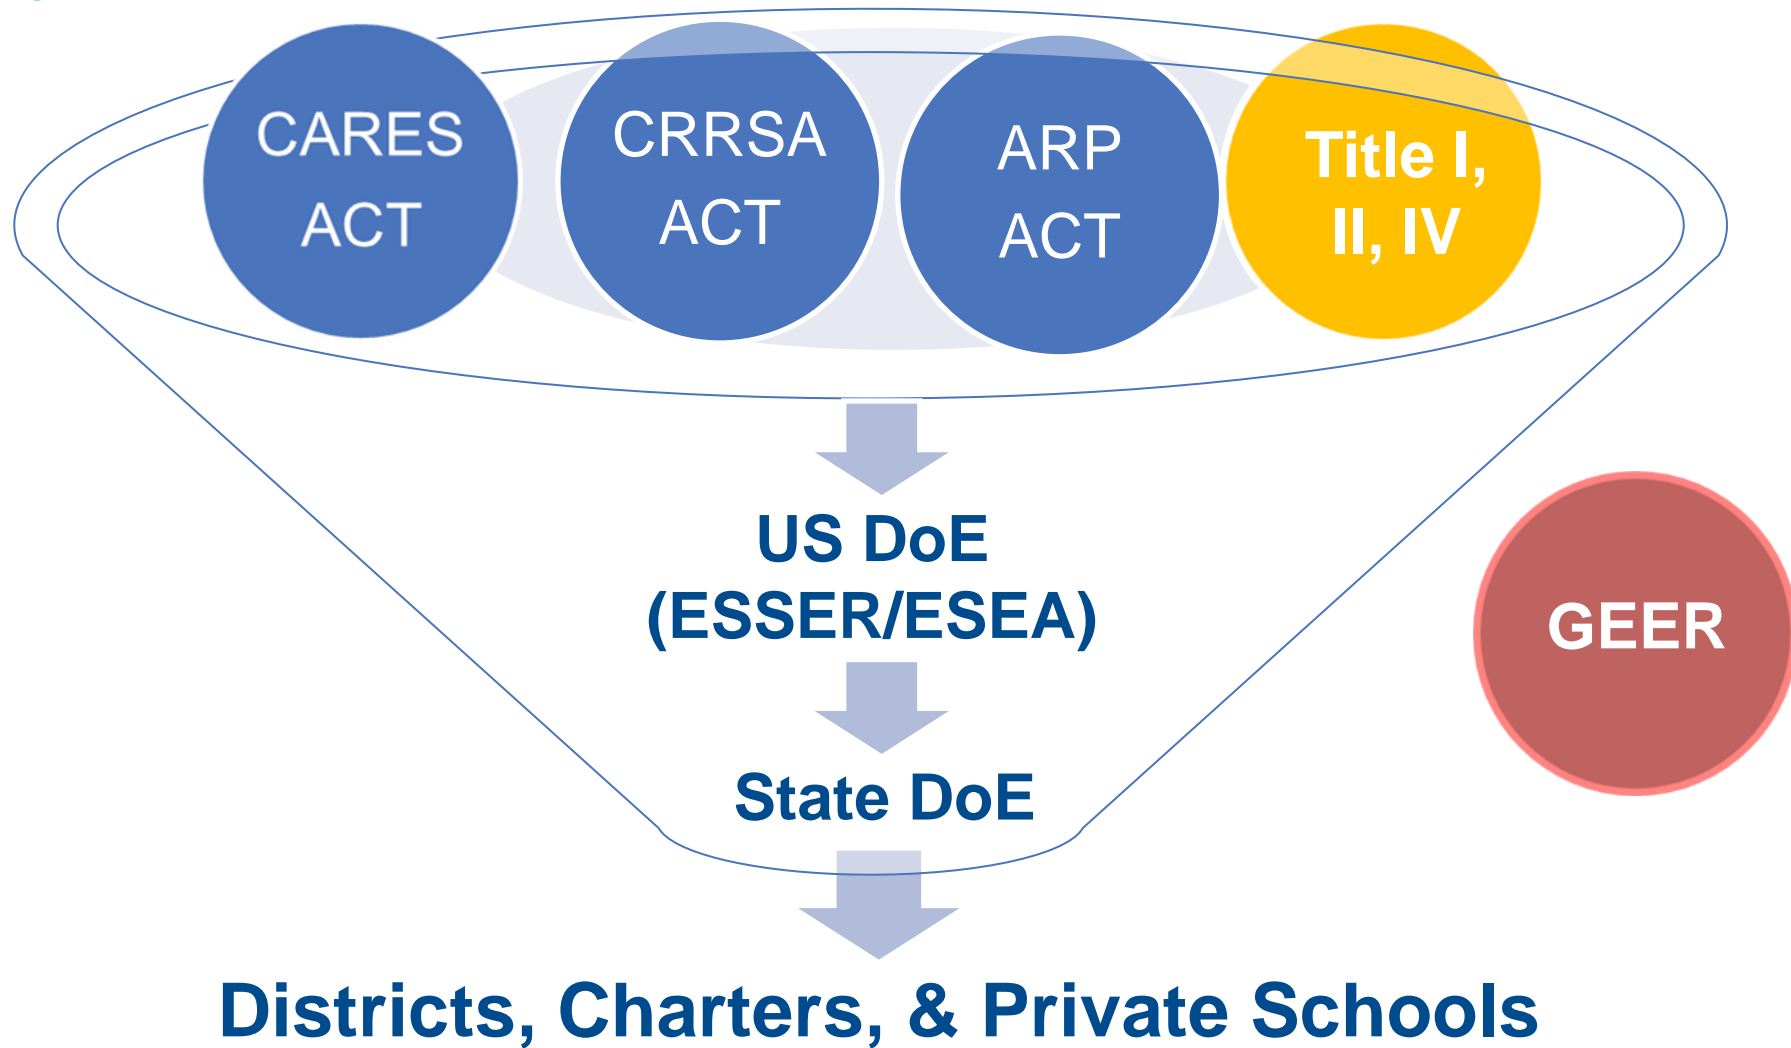 CARES
ACT
CRRSA
ACT
ARP
ACT
Title I,
II, IV
US DoE
(ESSER/ESEA)
GEER
State DoE
Districts, Charters, & Private Schools